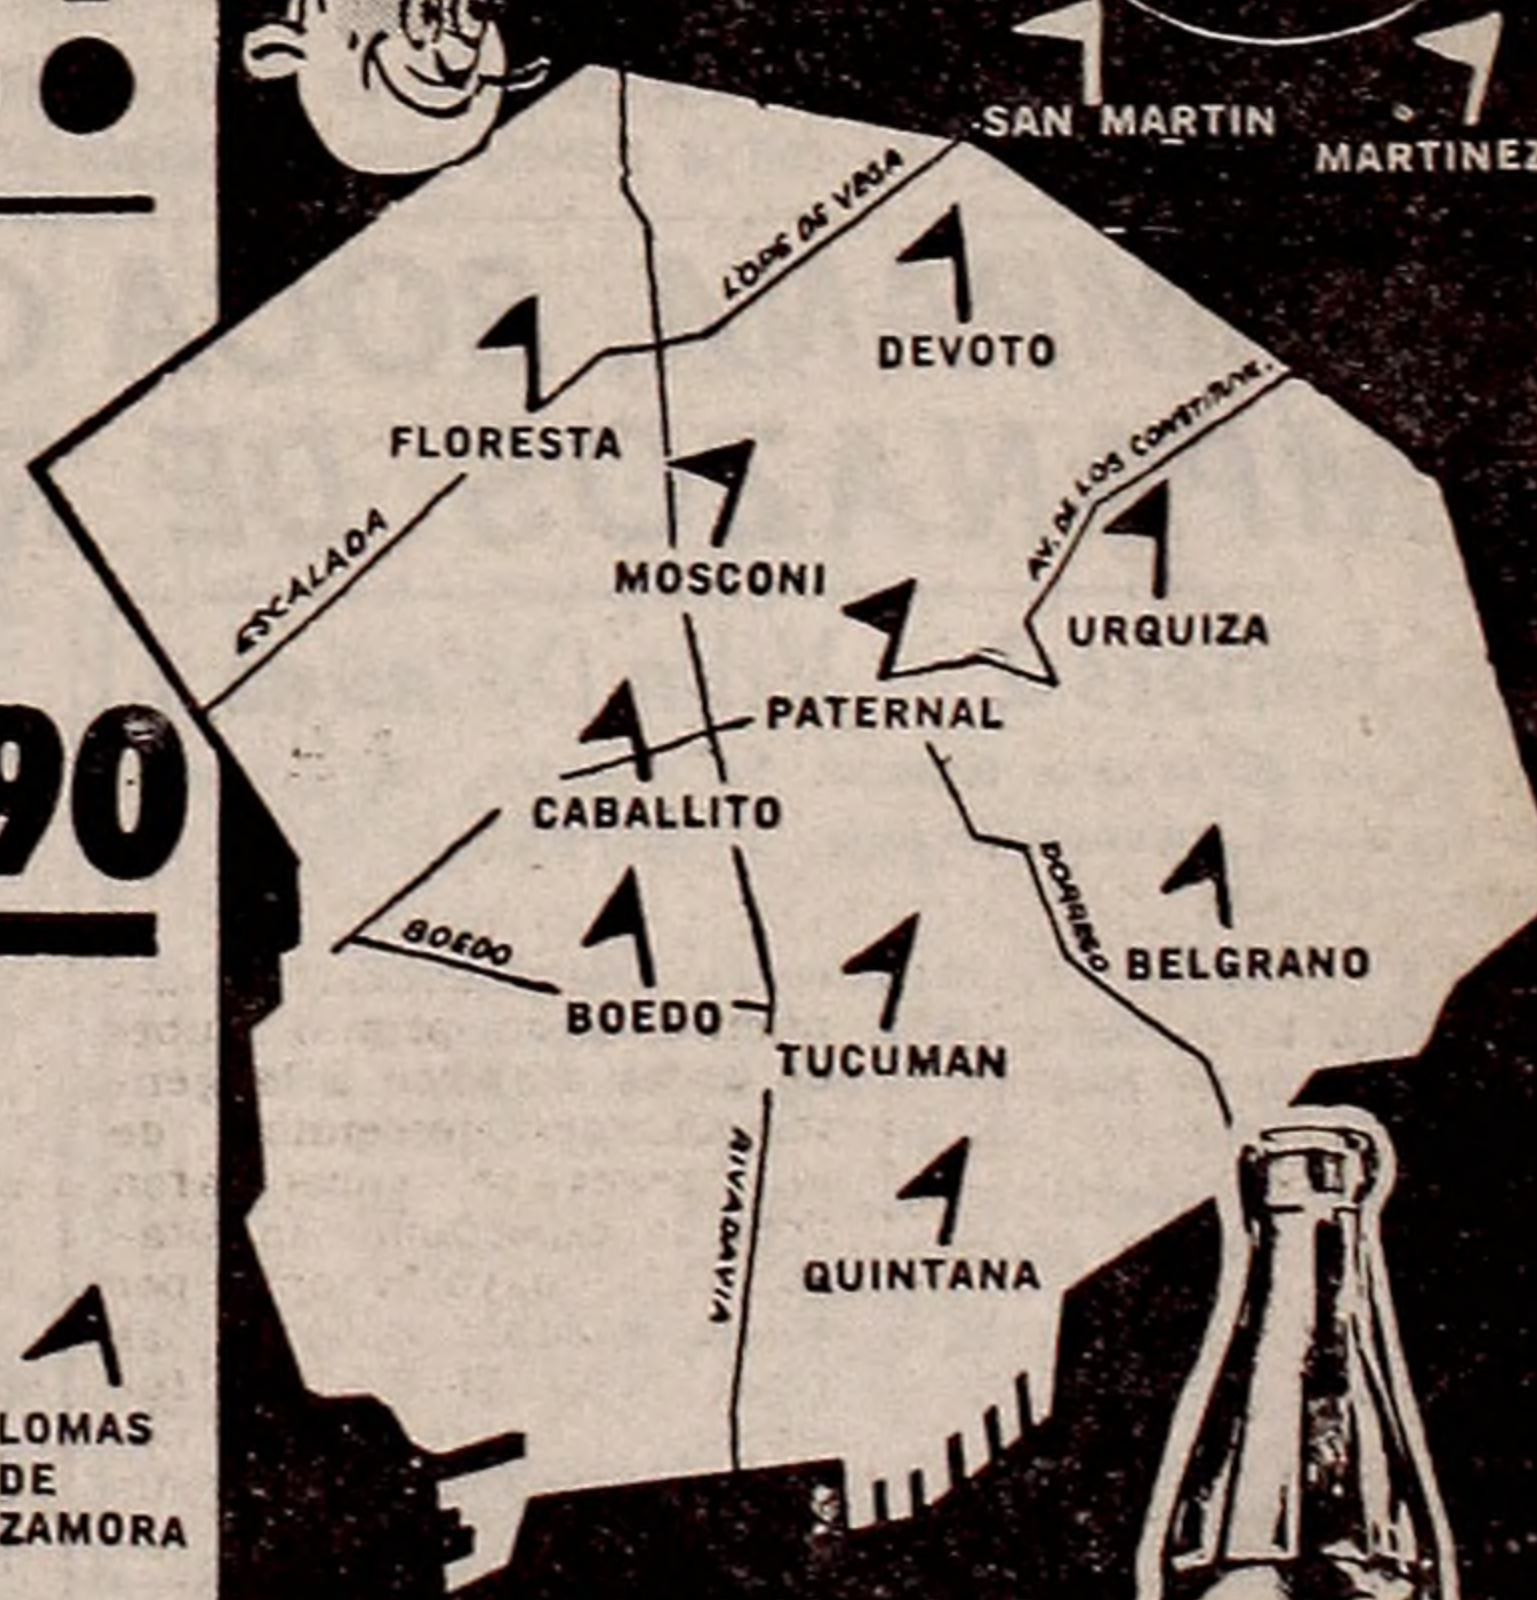 SAN MARTIN
MARTINEZ
LOPE DE VEGA
DEVOTO
FLORESTA
AV. DE LOS CONSTITUYE.
ESCALADA
MOSCONI
URQUIZA
PATERNAL
90
CABALLITO
DORREGO
BOEDO
BELGRANO
BOEDO
TUCUMAN
RIVADAVIA
QUINTANA
LOMAS
DE
ZAMORA